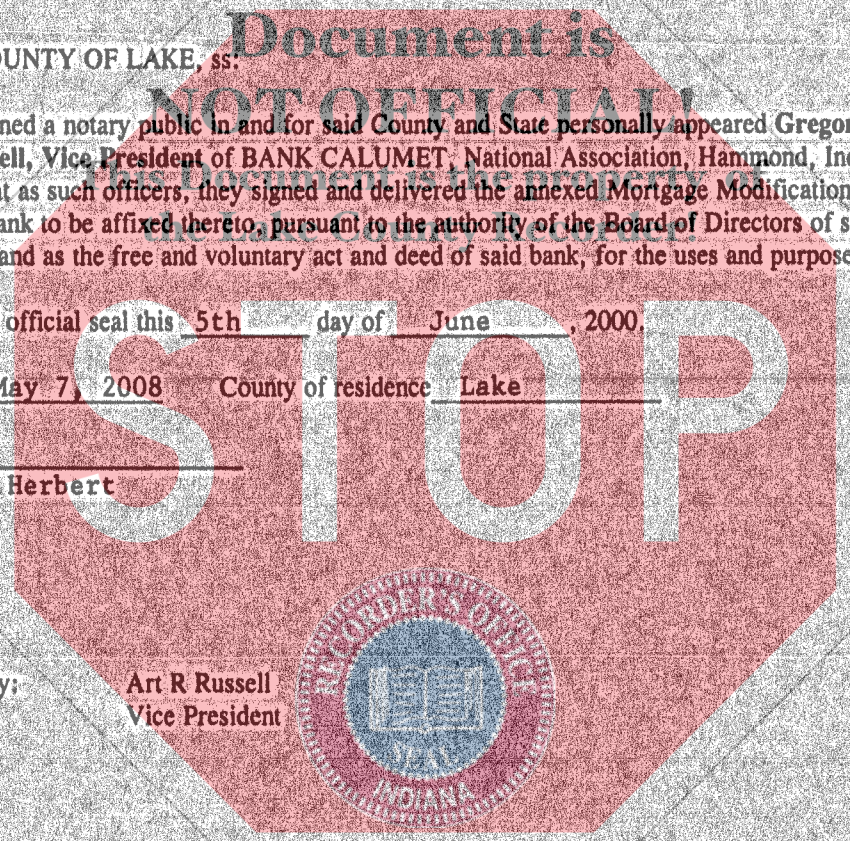 Document is
OUNTY OF LAKE, ss:
NOT OFFICIAL!
ned a notary public in and for said County and State personally appeared Gregor
ell, Vice President of BANK CALUMET, National Association, Hammond, In
This Document is the property of
t as such officers, they signed and delivered the annexed Mortgage Modification
the Lake County Recorder!
ank to be affixed thereto, pursuant to the authority of the Board of Directors of s
and as the free and voluntary act and deed of said bank, for the uses and purpose
official seal this 5th day of June, 2000.
May 7, 2008 County of residence Lake
STOP
Herbert
RECORDER'S OFFICE
SEAL
INDIANA
y: Art R Russell
Vice President